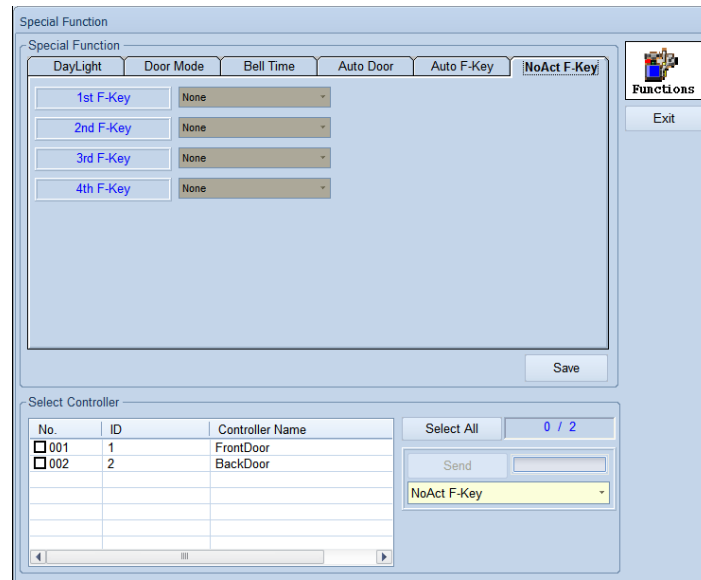 Special Function
Special Function
DayLight Door Mode Bell Time Auto Door Auto F-Key NoAct F-Key
Functions
Exit
1st F-Key None
2nd F-Key None
3rd F-Key None
4th F-Key None
Save
Select Controller
No. ID Controller Name
001 1 FrontDoor
002 2 BackDoor
Select All 0 / 2
Send
NoAct F-Key